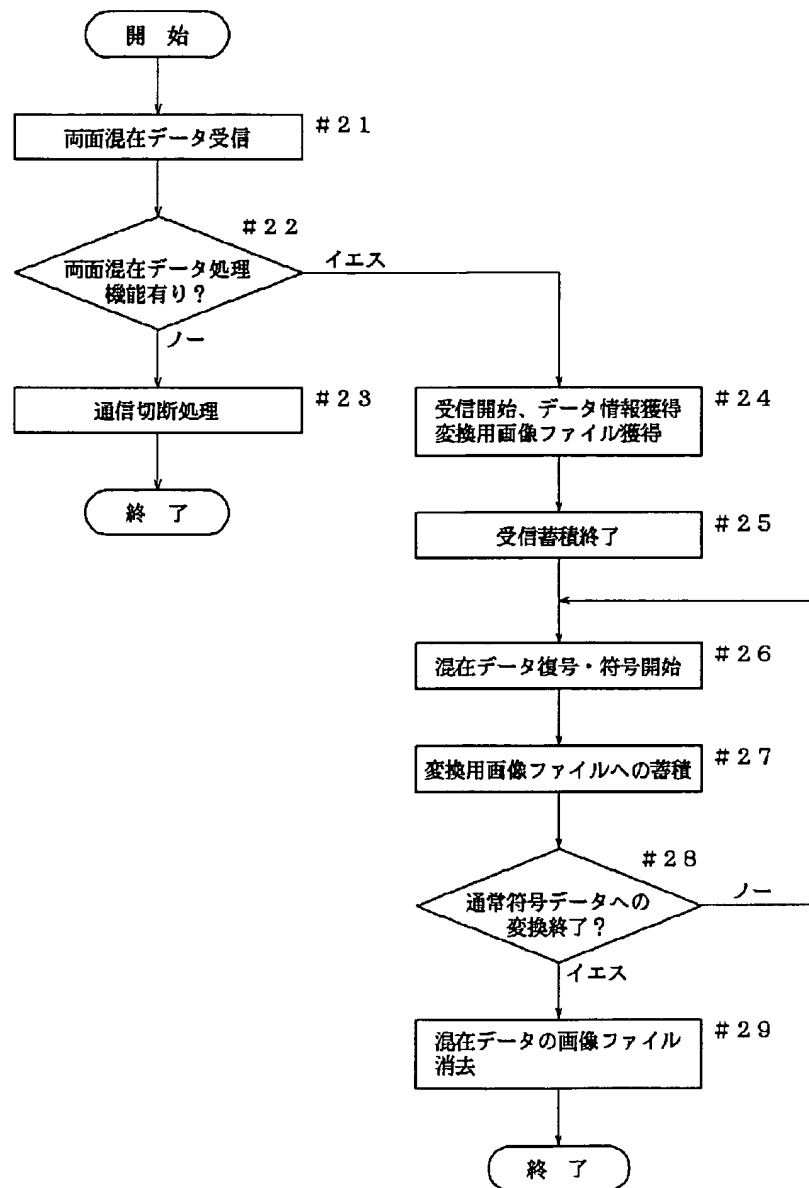 開 始
両面混在データ受信
#21
#22
両面混在データ処理
機能有り?
イエス
ノー
通信切断処理
#23
終 了
受信開始、データ情報獲得
変換用画像ファイル獲得
#24
受信蓄積終了
#25
混在データ復号・符号開始
#26
変換用画像ファイルへの蓄積
#27
#28
通常符号データへの
変換終了?
ノー
イエス
混在データの画像ファイル
消去
#29
終 了